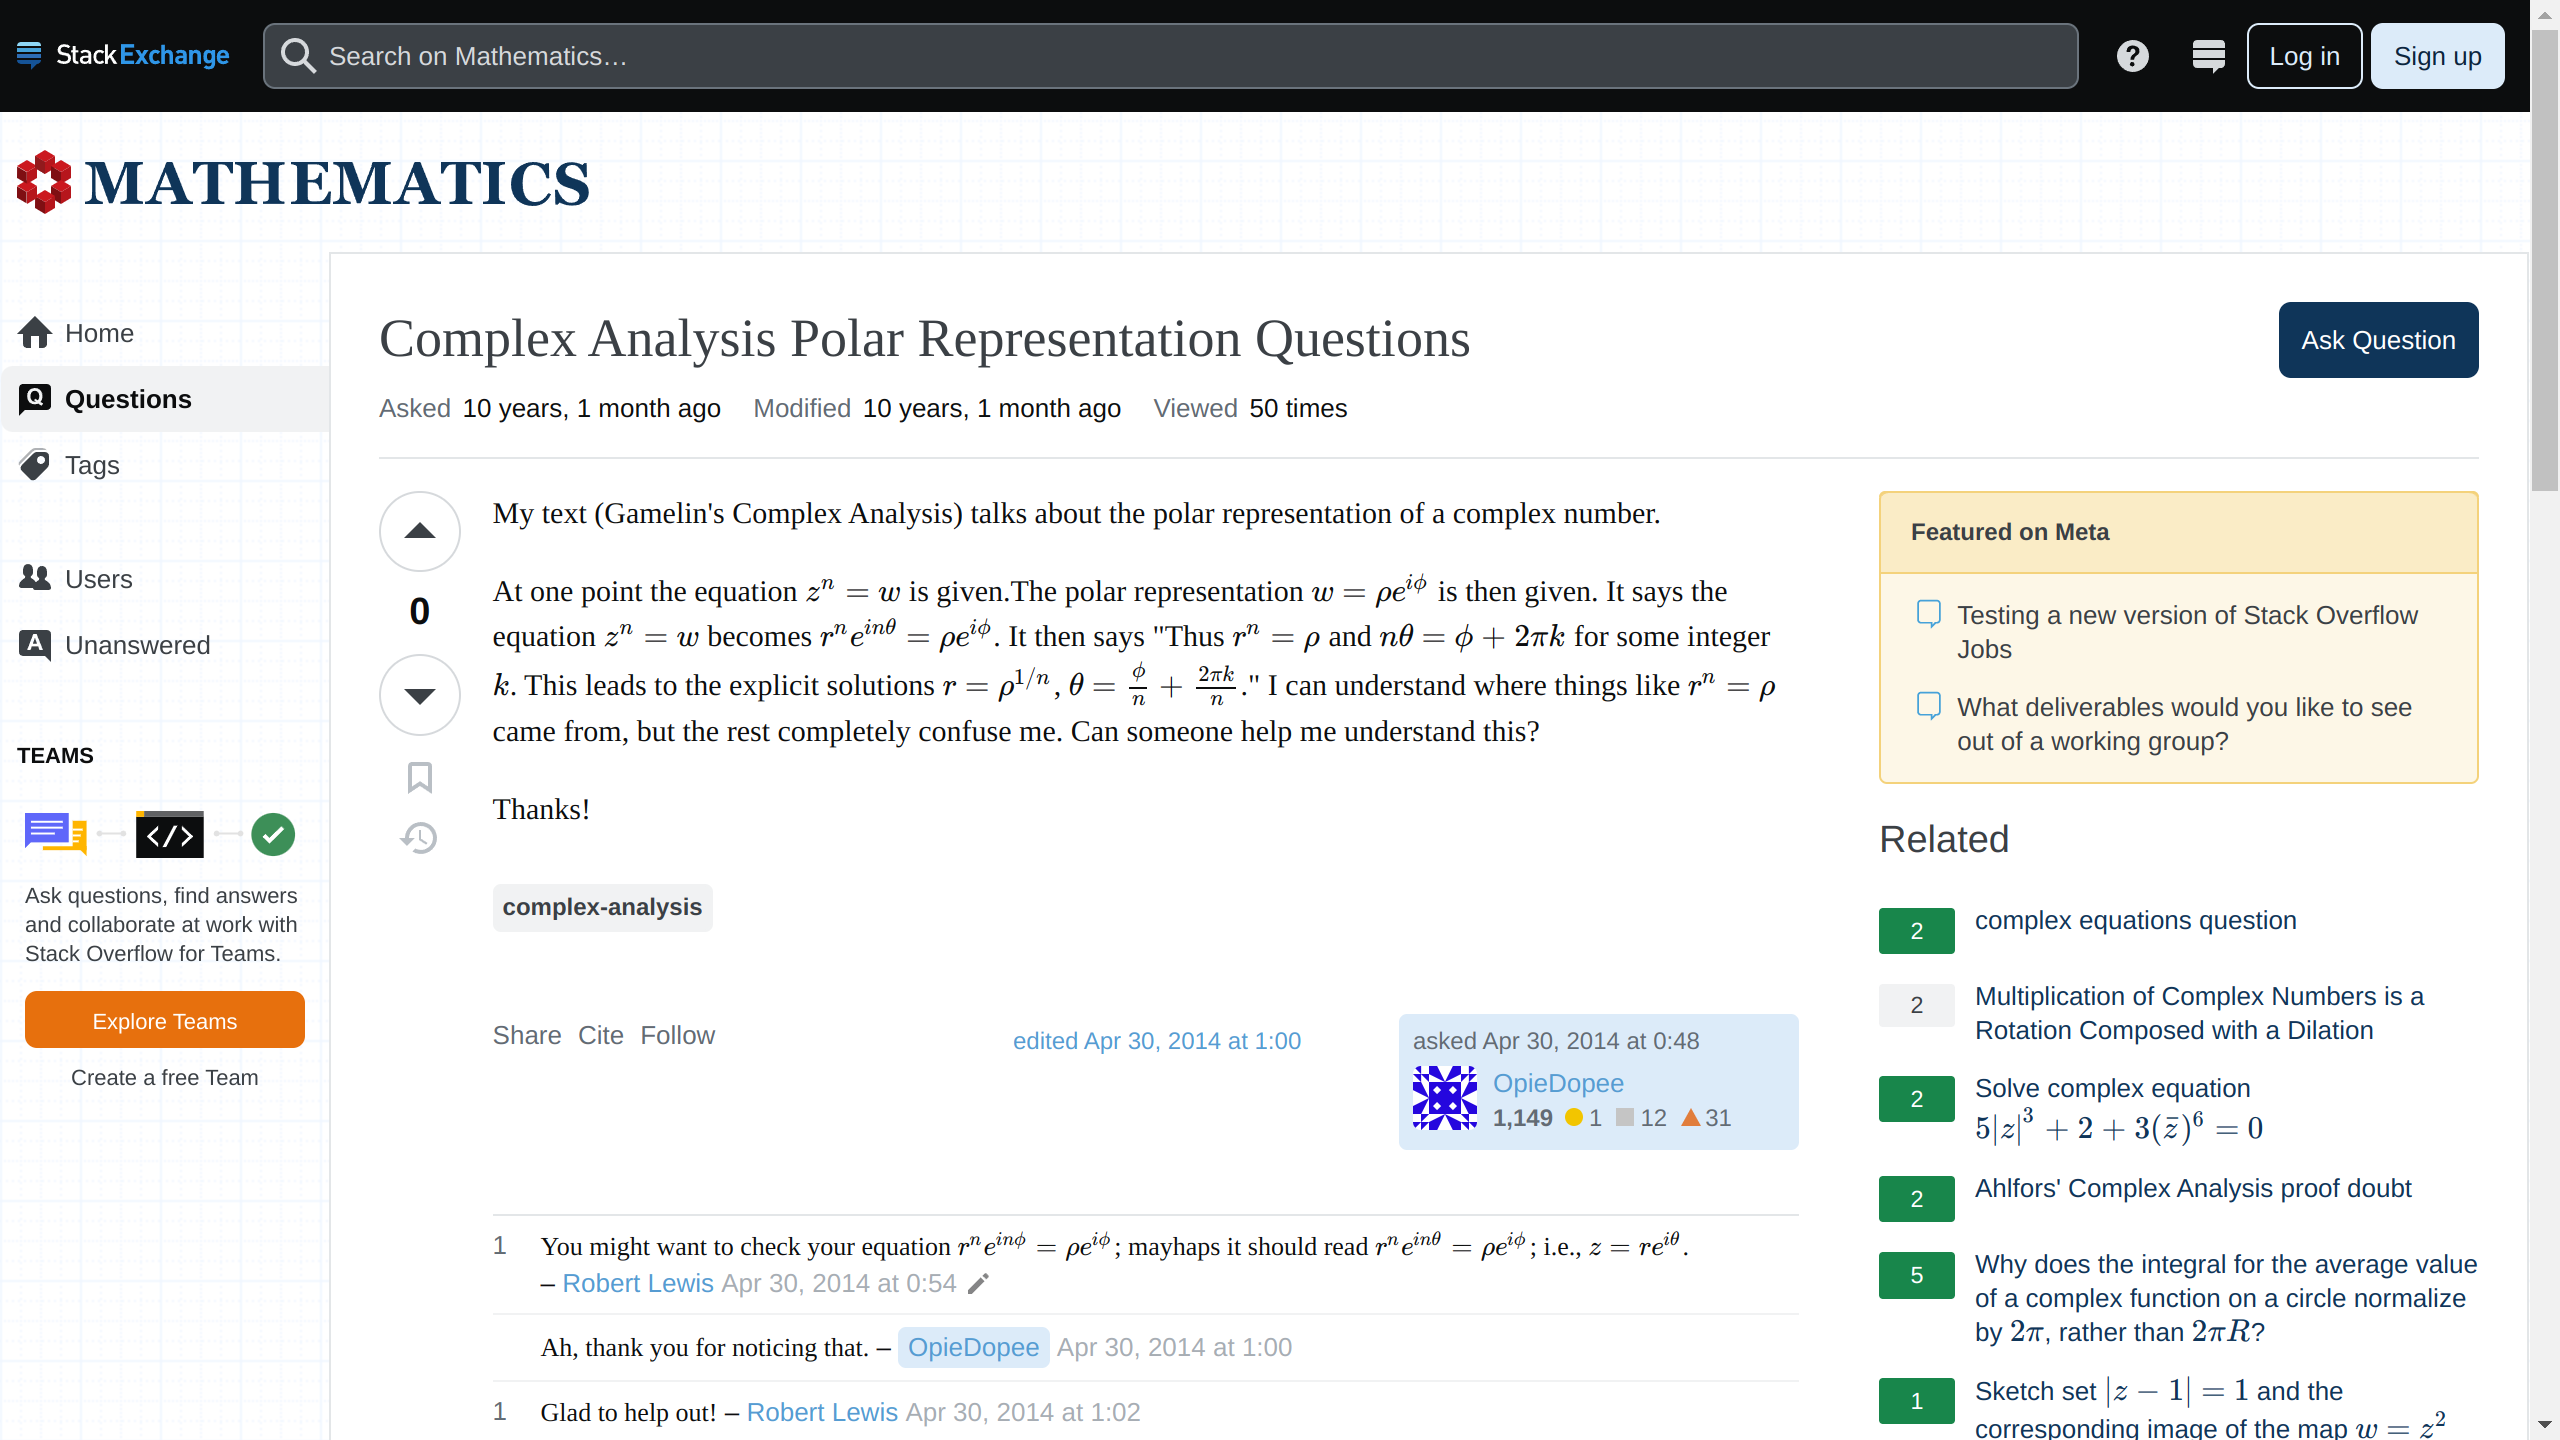 StackExchange
Search on Mathematics…
Log in
Sign up
MATHEMATICS
Home
Questions
Tags
Users
Unanswered
TEAMS
Ask questions, find answers
and collaborate at work with
Stack Overflow for Teams.
Explore Teams
Create a free Team
Complex Analysis Polar Representation Questions
Ask Question
Asked 10 years, 1 month ago Modified 10 years, 1 month ago Viewed 50 times
0
My text (Gamelin's Complex Analysis) talks about the polar representation of a complex number.
At one point the equation $z^n = w$ is given.The polar representation $w = \rho e^{i\phi}$ is then given. It says the
equation $z^n = w$ becomes $r^n e^{in\theta} = \rho e^{i\phi}$. It then says "Thus $r^n = \rho$ and $n\theta = \phi + 2\pi k$ for some integer
$k$. This leads to the explicit solutions $r = \rho^{1/n}$, $\theta = \frac{\phi}{n} + \frac{2\pi k}{n}$." I can understand where things like $r^n = \rho$
came from, but the rest completely confuse me. Can someone help me understand this?
Thanks!
complex-analysis
Share Cite Follow
edited Apr 30, 2014 at 1:00
asked Apr 30, 2014 at 0:48
OpieDopee
1,149 1 12 31
1 You might want to check your equation $r^n e^{in\phi} = \rho e^{i\phi}$; mayhaps it should read $r^n e^{in\theta} = \rho e^{i\phi}$; i.e., $z = re^{i\theta}$.
– Robert Lewis Apr 30, 2014 at 0:54
Ah, thank you for noticing that. – OpieDopee Apr 30, 2014 at 1:00
1 Glad to help out! – Robert Lewis Apr 30, 2014 at 1:02
Featured on Meta
Testing a new version of Stack Overflow
Jobs
What deliverables would you like to see
out of a working group?
Related
2 complex equations question
2 Multiplication of Complex Numbers is a
Rotation Composed with a Dilation
2 Solve complex equation
$5|z|^3 + 2 + 3(\bar{z})^6 = 0$
2 Ahlfors' Complex Analysis proof doubt
5 Why does the integral for the average value
of a complex function on a circle normalize
by $2\pi$, rather than $2\pi R$?
1 Sketch set $|z - 1| = 1$ and the
corresponding image of the map $w = z^2$